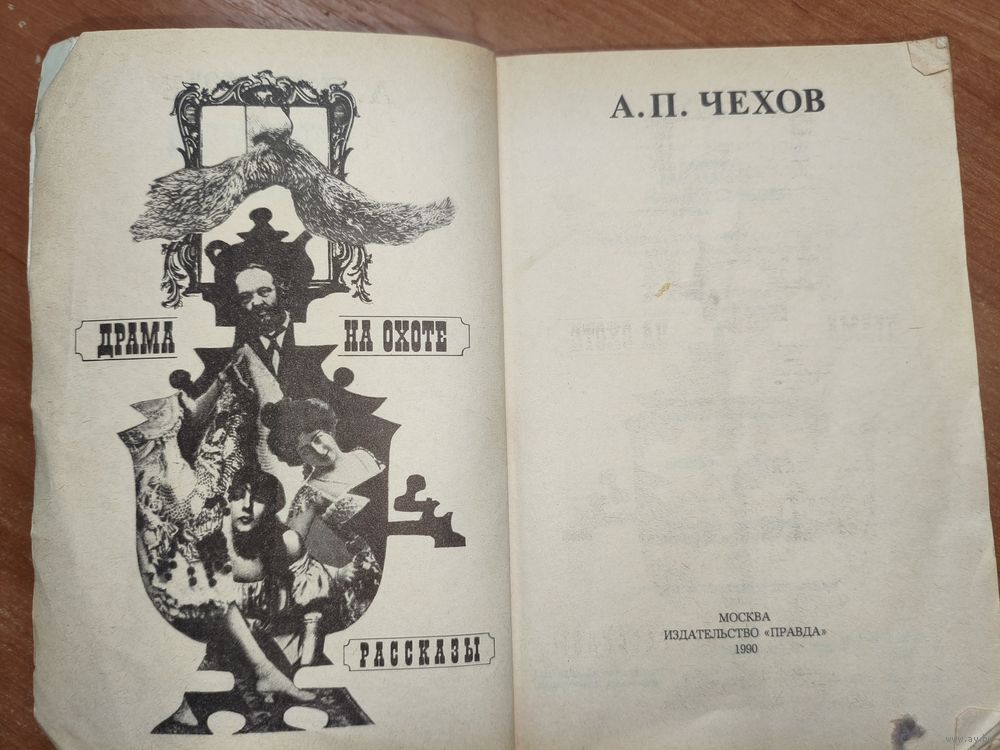 ДРАМА НА ОХОТЕ
РАССКАЗЫ
А. П. ЧЕХОВ
МОСКВА
ИЗДАТЕЛЬСТВО «ПРАВДА»
1990